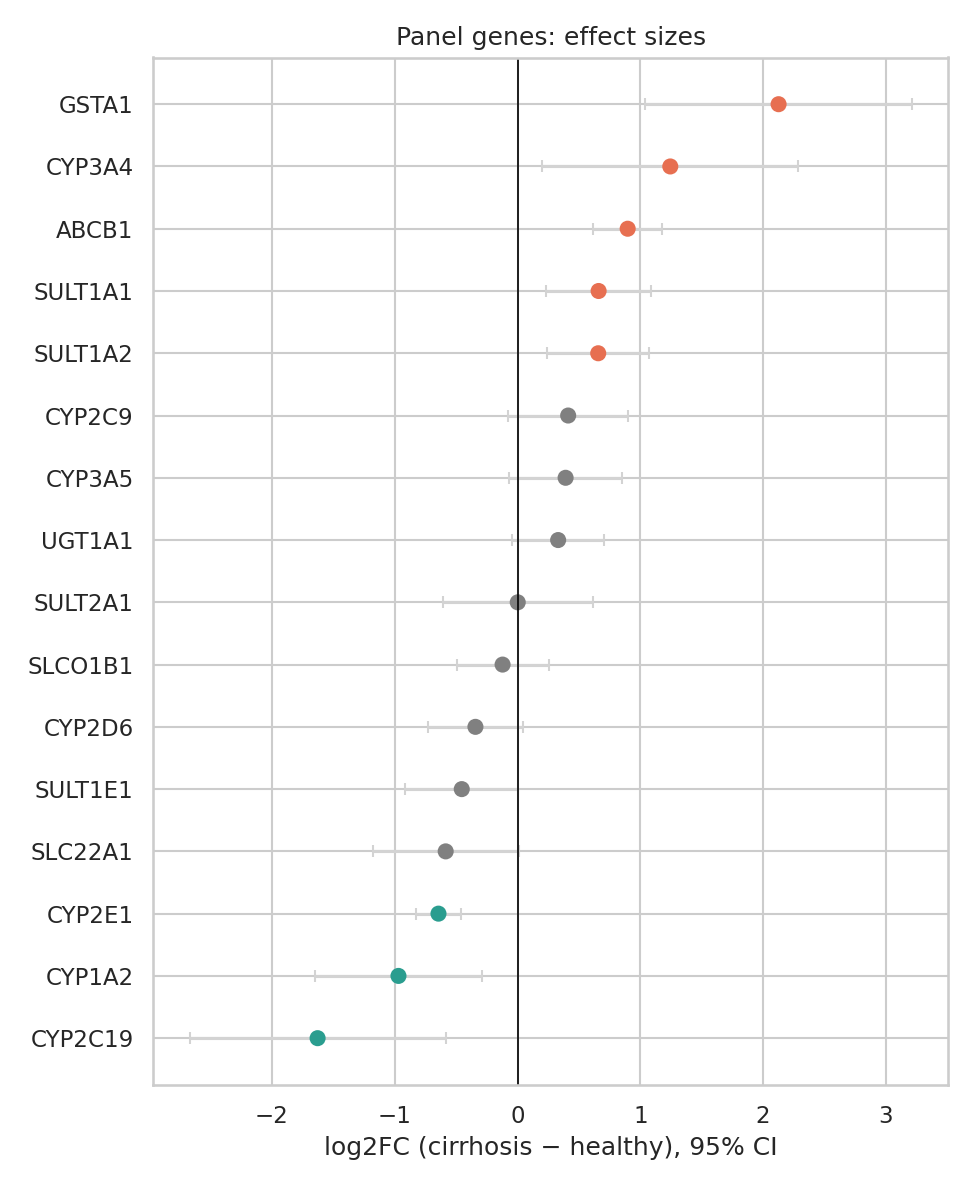 Panel genes: effect sizes
GSTA1
CYP3A4
ABCB1
SULT1A1
SULT1A2
CYP2C9
CYP3A5
UGT1A1
SULT2A1
SLCO1B1
CYP2D6
SULT1E1
SLC22A1
CYP2E1
CYP1A2
CYP2C19
−2 −1 0 1 2 3
log2FC (cirrhosis − healthy), 95% CI